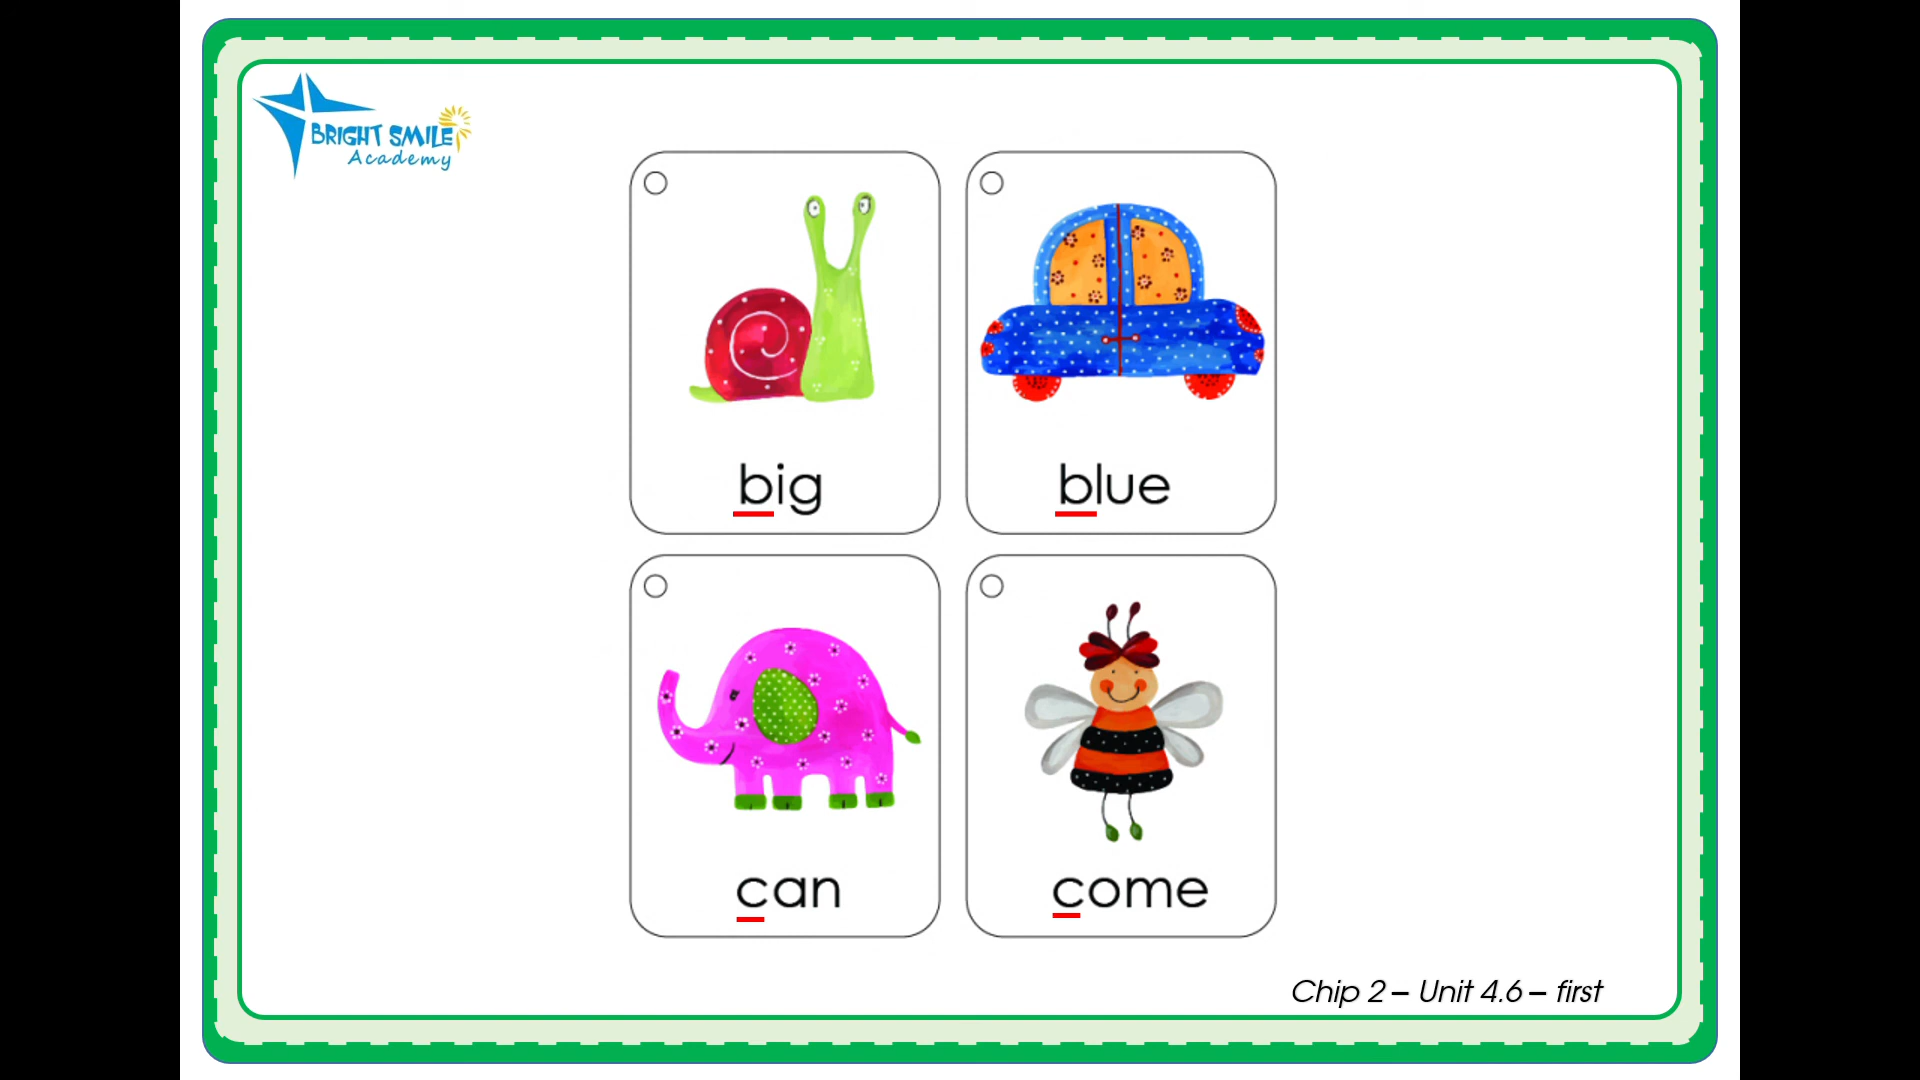 BRIGHT SMILE
Academy
big
blue
can
come
Chip 2 – Unit 4.6 – first